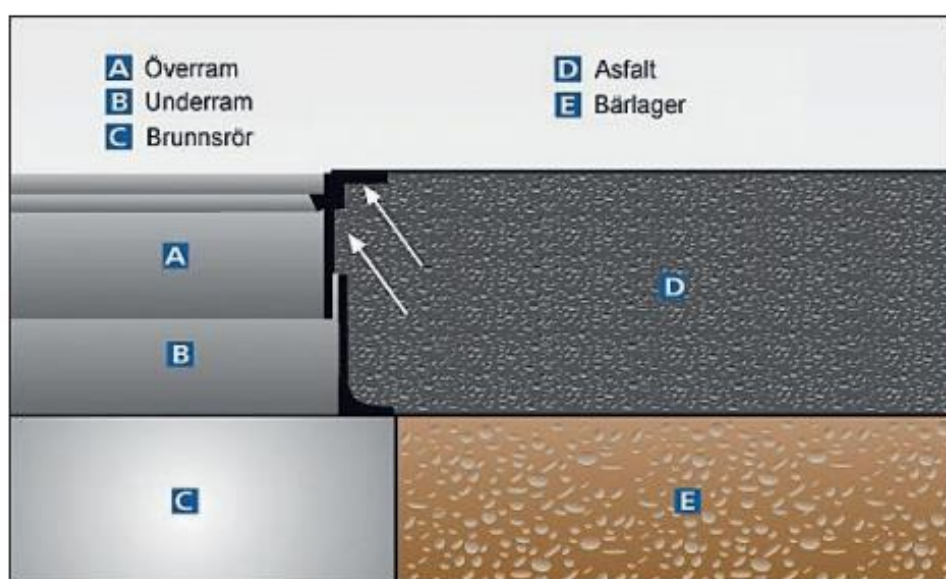 A Överram
B Underram
C Brunnsrör
D Asfalt
E Bärlager
A
D
B
C
E